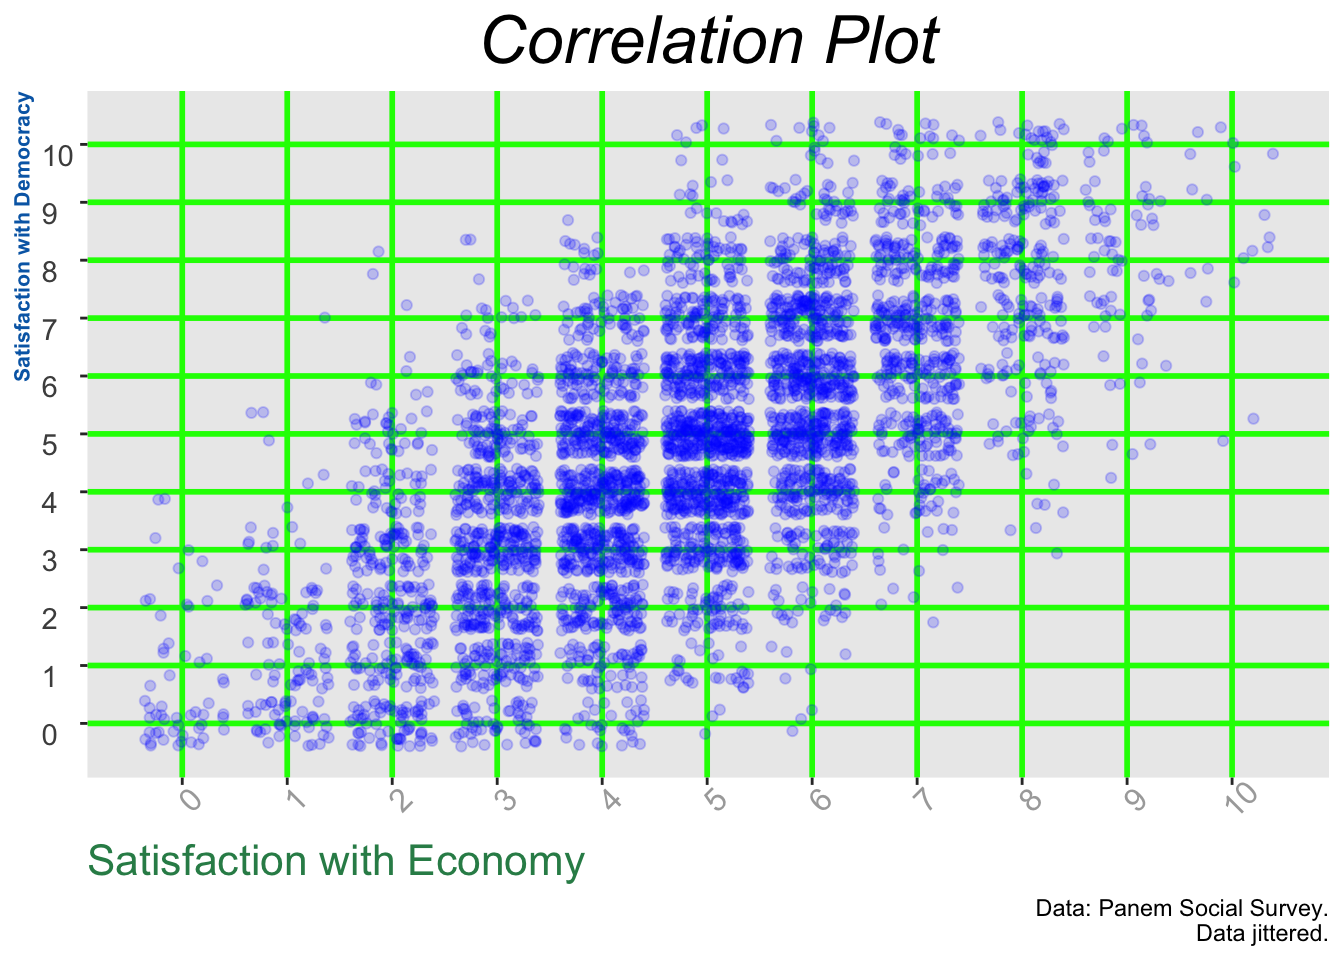 Correlation Plot
Satisfaction with Democracy
10
9
8
7
6
5
4
3
2
1
0
0 1 2 3 4 5 6 7 8 9 10
Satisfaction with Economy
Data: Panem Social Survey.
Data jittered.